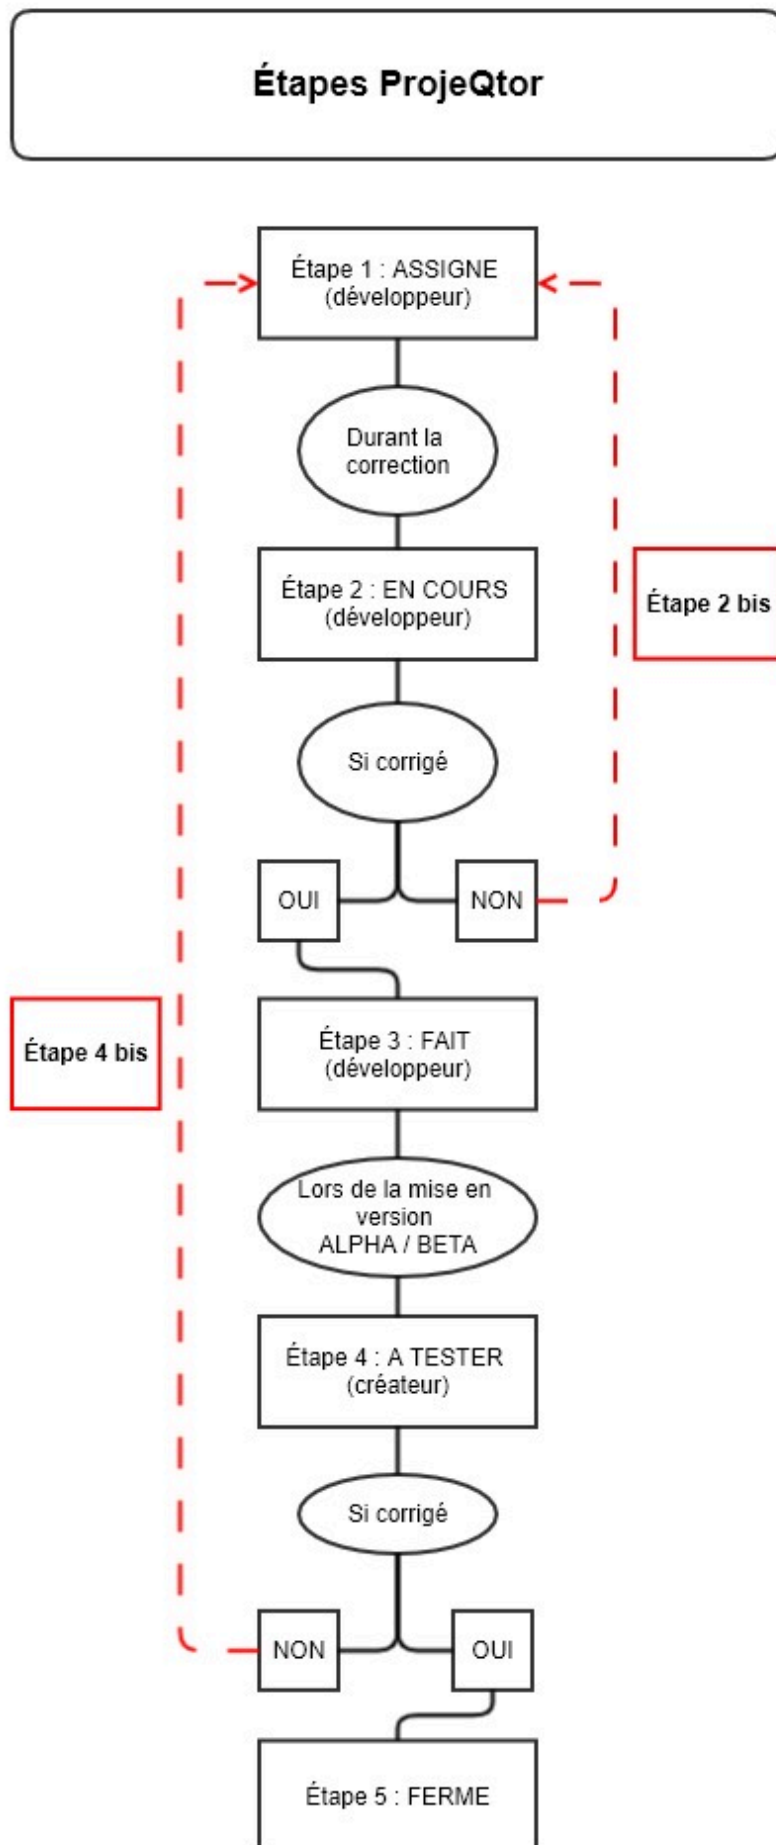 Étapes ProjeQtor
Étape 1 : ASSIGNE
(développeur)
Durant la
correction
Étape 2 : EN COURS
(développeur)
Étape 2 bis
Si corrigé
OUI
NON
Étape 3 : FAIT
(développeur)
Étape 4 bis
Lors de la mise en
version
ALPHA / BETA
Étape 4 : A TESTER
(créateur)
Si corrigé
NON
OUI
Étape 5 : FERME